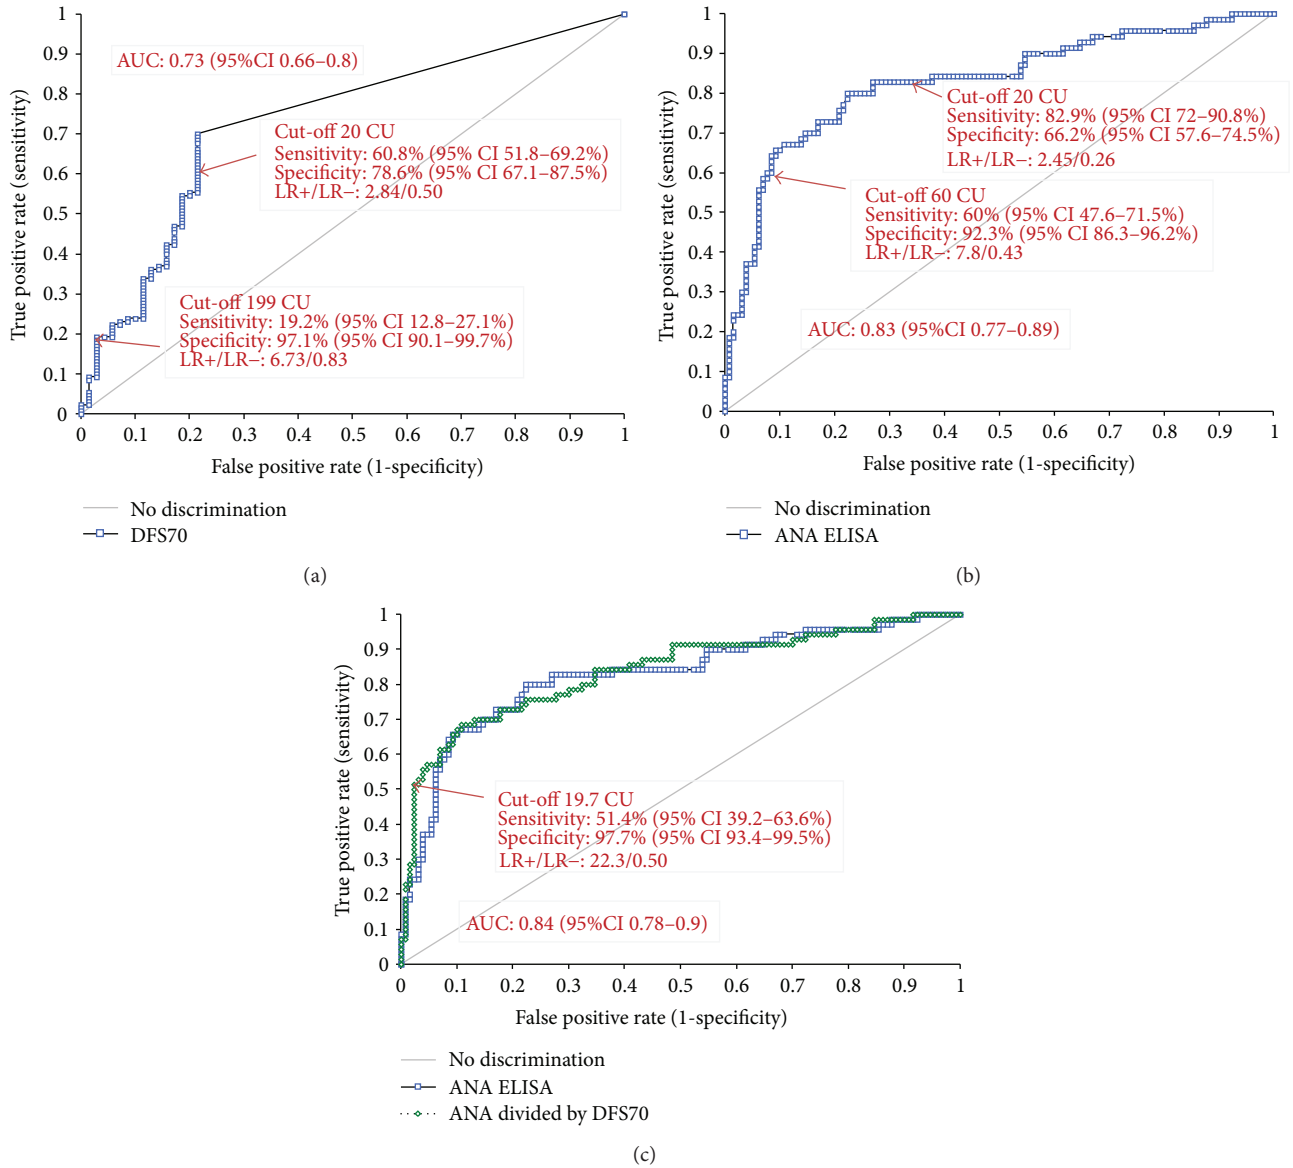 1
0.9
0.8
0.7
0.6
0.5
0.4
0.3
0.2
0.1
0
True positive rate (sensitivity)
AUC: 0.73 (95%CI 0.66–0.8)
Cut-off 20 CU
Sensitivity: 60.8% (95% CI 51.8–69.2%)
Specificity: 78.6% (95% CI 67.1–87.5%)
LR+/LR−: 2.84/0.50
Cut-off 199 CU
Sensitivity: 19.2% (95% CI 12.8–27.1%)
Specificity: 97.1% (95% CI 90.1–99.7%)
LR+/LR−: 6.73/0.83
0 0.1 0.2 0.3 0.4 0.5 0.6 0.7 0.8 0.9 1
False positive rate (1-specificity)
No discrimination
DFS70
(a)
1
0.9
0.8
0.7
0.6
0.5
0.4
0.3
0.2
0.1
0
True positive rate (sensitivity)
Cut-off 20 CU
Sensitivity: 82.9% (95% CI 72–90.8%)
Specificity: 66.2% (95% CI 57.6–74.5%)
LR+/LR−: 2.45/0.26
Cut-off 60 CU
Sensitivity: 60% (95% CI 47.6–71.5%)
Specificity: 92.3% (95% CI 86.3–96.2%)
LR+/LR−: 7.8/0.43
AUC: 0.83 (95%CI 0.77–0.89)
0 0.1 0.2 0.3 0.4 0.5 0.6 0.7 0.8 0.9 1
False positive rate (1-specificity)
No discrimination
ANA ELISA
(b)
1
0.9
0.8
0.7
0.6
0.5
0.4
0.3
0.2
0.1
0
True positive rate (sensitivity)
Cut-off 19.7 CU
Sensitivity: 51.4% (95% CI 39.2–63.6%)
Specificity: 97.7% (95% CI 93.4–99.5%)
LR+/LR−: 22.3/0.50
AUC: 0.84 (95%CI 0.78–0.9)
0 0.1 0.2 0.3 0.4 0.5 0.6 0.7 0.8 0.9 1
False positive rate (1-specificity)
No discrimination
ANA ELISA
ANA divided by DFS70
(c)